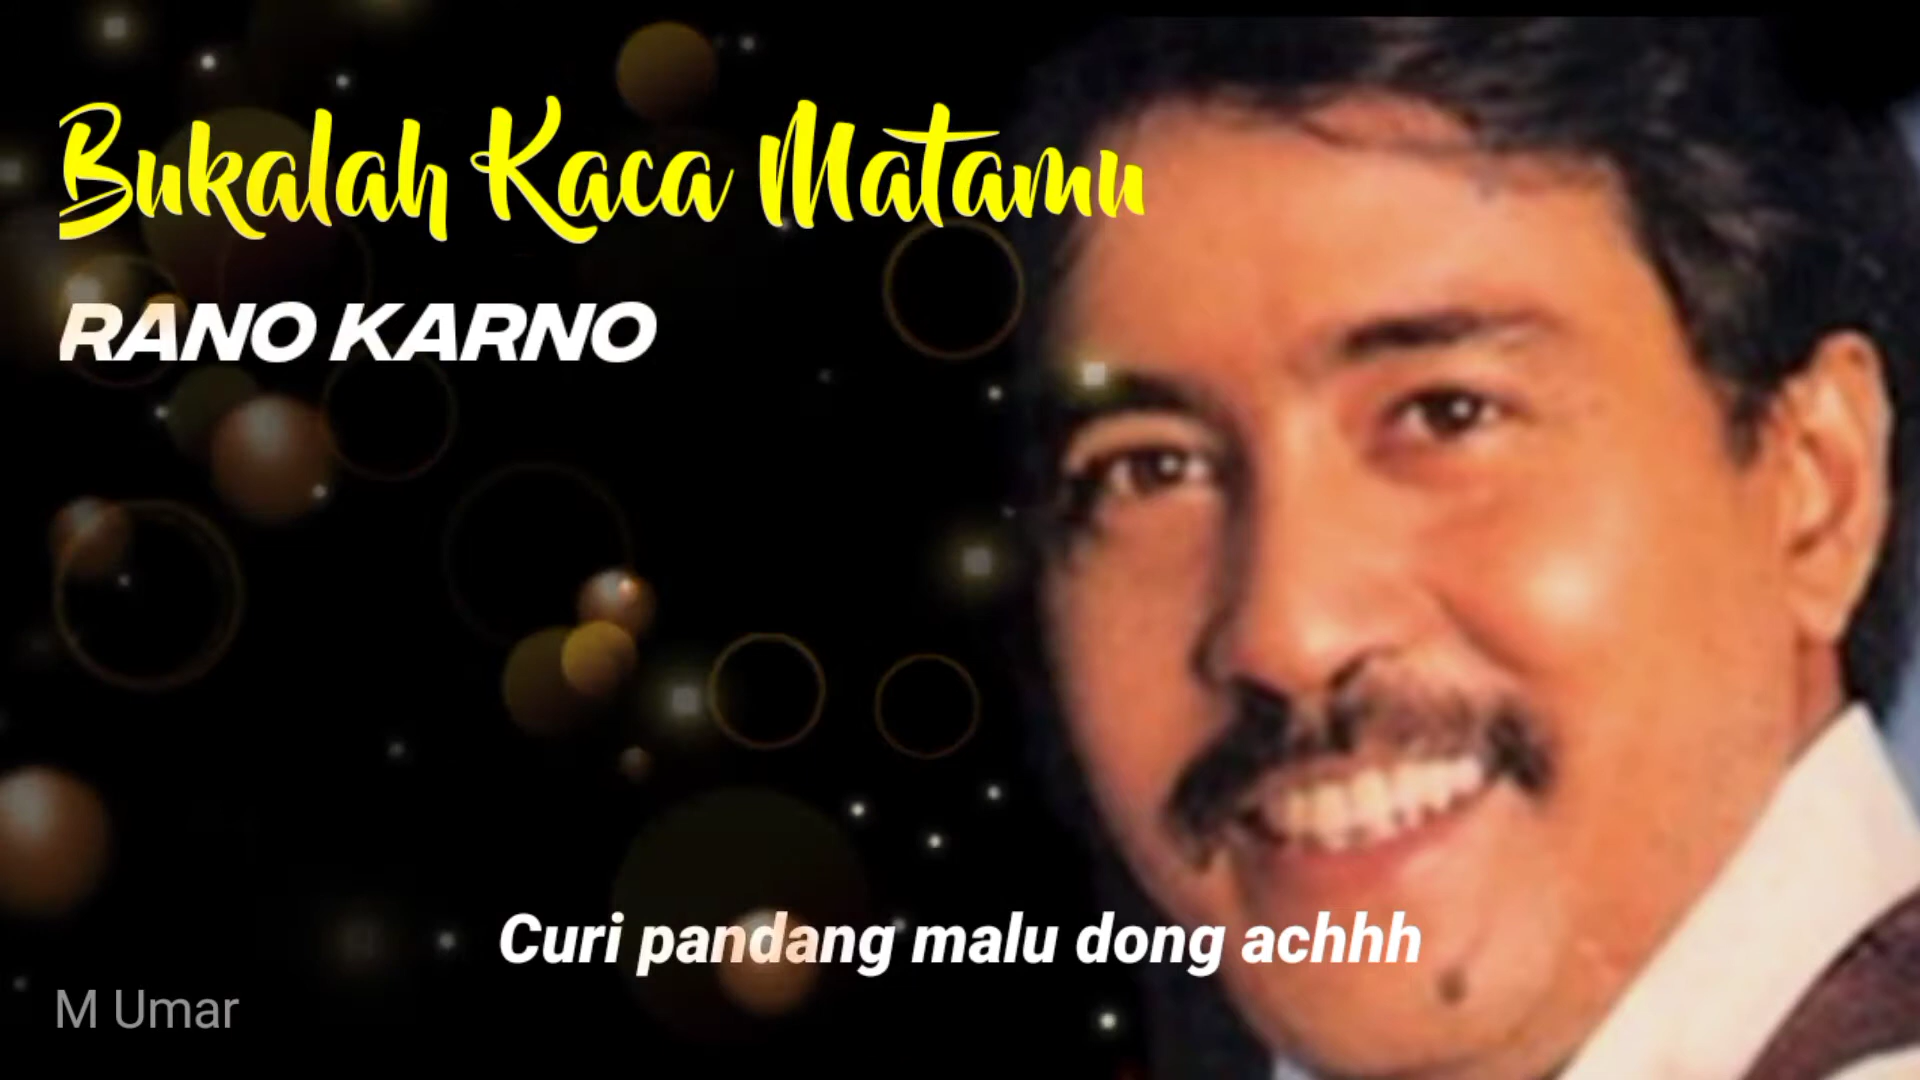 Bukalah Kaca Matamu
RANO KARNO
Curi pandang malu dong achhh
M Umar